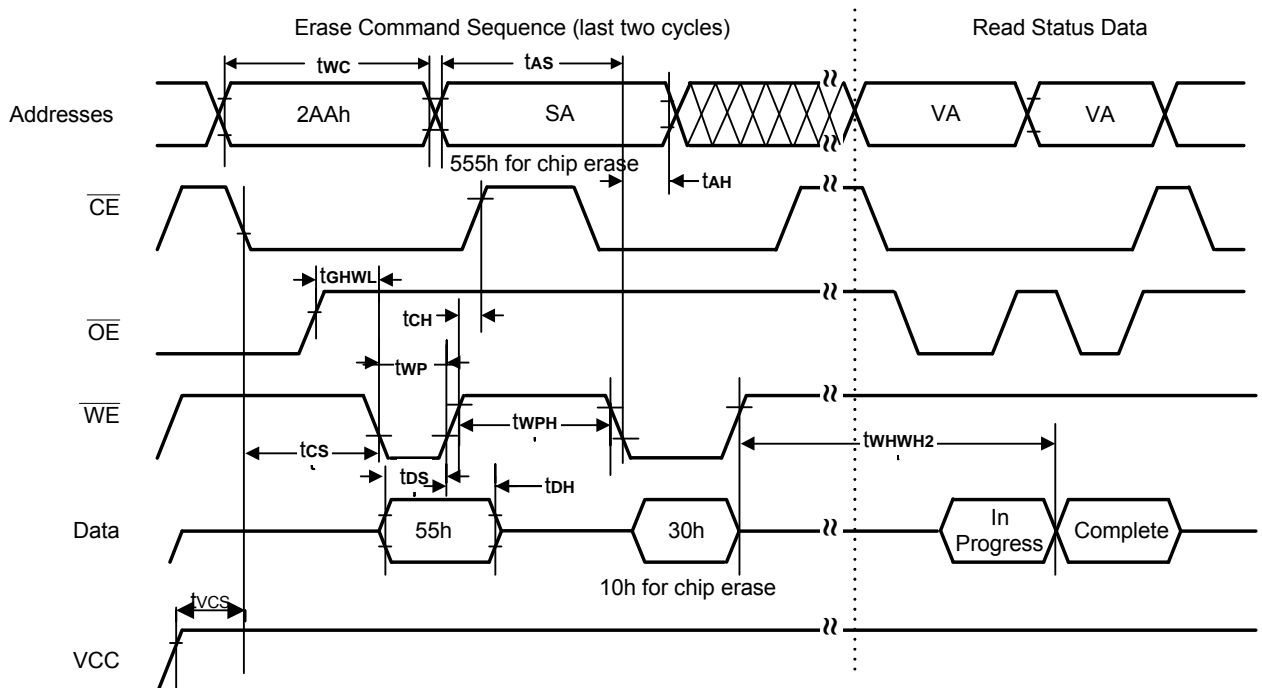 Erase Command Sequence (last two cycles)
Read Status Data
tWC
tAS
Addresses
2AAh
SA
VA
VA
555h for chip erase
tAH
CE
tGHWL
OE
tCH
tWP
WE
tWPH
tWHWH2
tCS
tDS
tDH
Data
55h
30h
In
Progress
Complete
10h for chip erase
tVCS
VCC